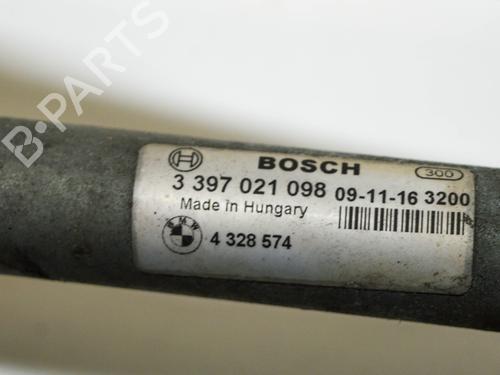 B-PARTS
BOSCH 300
3 397 021 098 09-11-16 3200
Made in Hungary
BMW 4 328 574